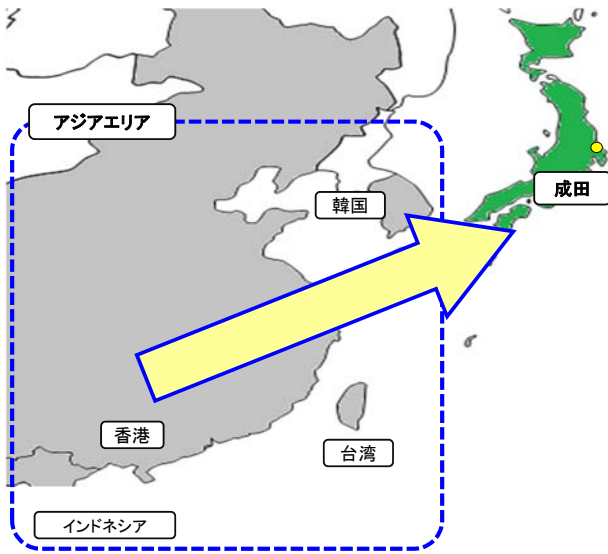 アジアエリア
韓国
成田
香港
台湾
インドネシア